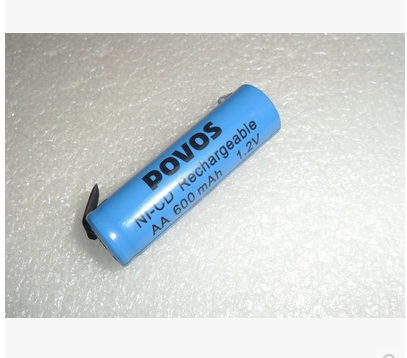 POVOS
NI-CD Rechargeable
AA 600 mAh 1.2V